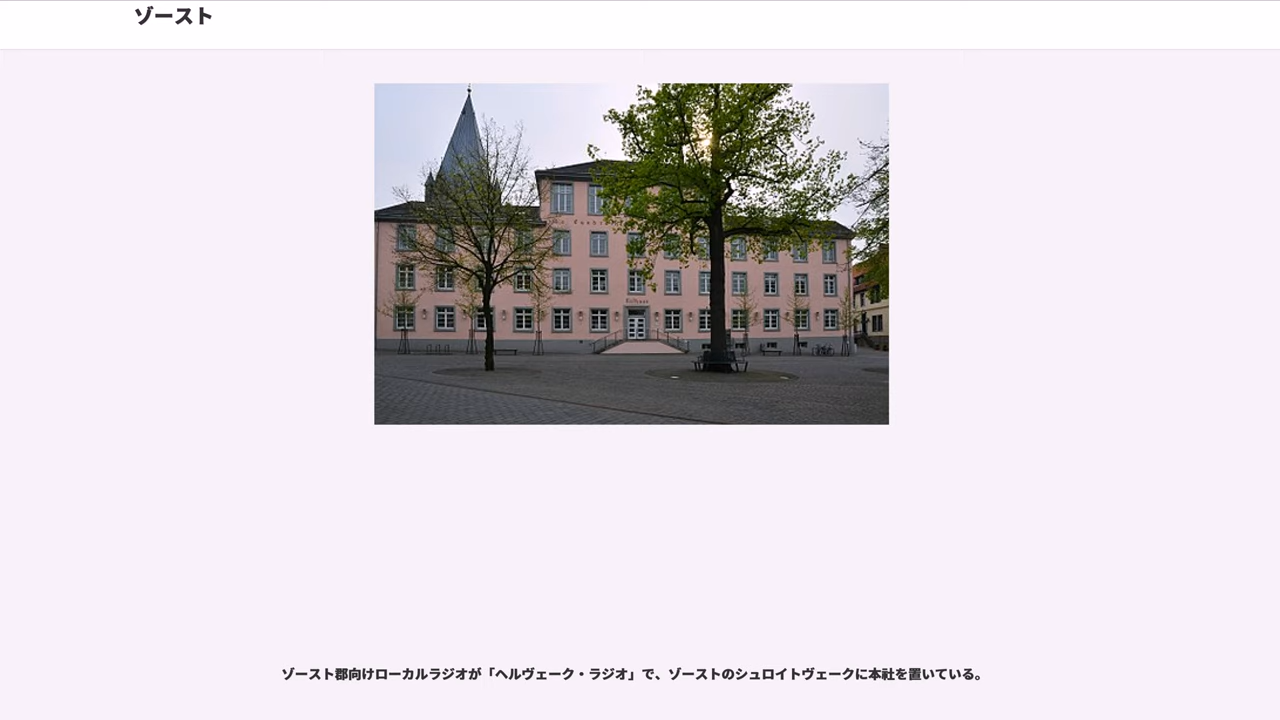 ゾースト
ゾースト郡向けローカルラジオが「ヘルヴェーク・ラジオ」で、ゾーストのシュロイトヴェークに本社を置いている。